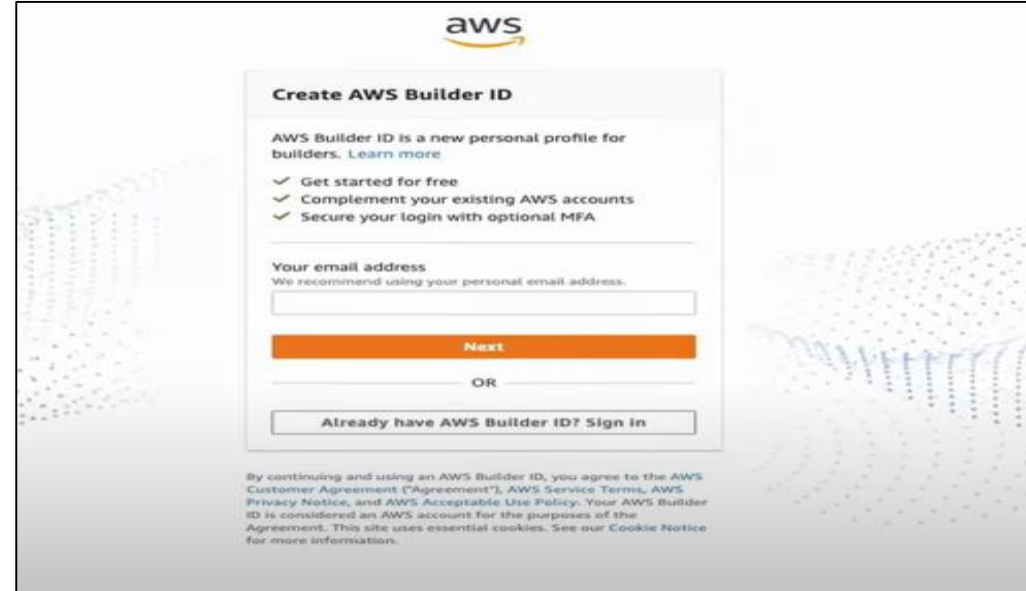 aws
Create AWS Builder ID
AWS Builder ID is a new personal profile for
builders. Learn more
Get started for free
Complement your existing AWS accounts
Secure your login with optional MFA
Your email address
We recommend using your personal email address.
Next
OR
Already have AWS Builder ID? Sign in
By continuing and using an AWS Builder ID, you agree to the AWS
Customer Agreement ("Agreement"), AWS Service Terms, AWS
Privacy Notice, and AWS Acceptable Use Policy. Your AWS Builder
ID is considered an AWS account for the purposes of the
Agreement. This site uses essential cookies. See our Cookie Notice
for more information.